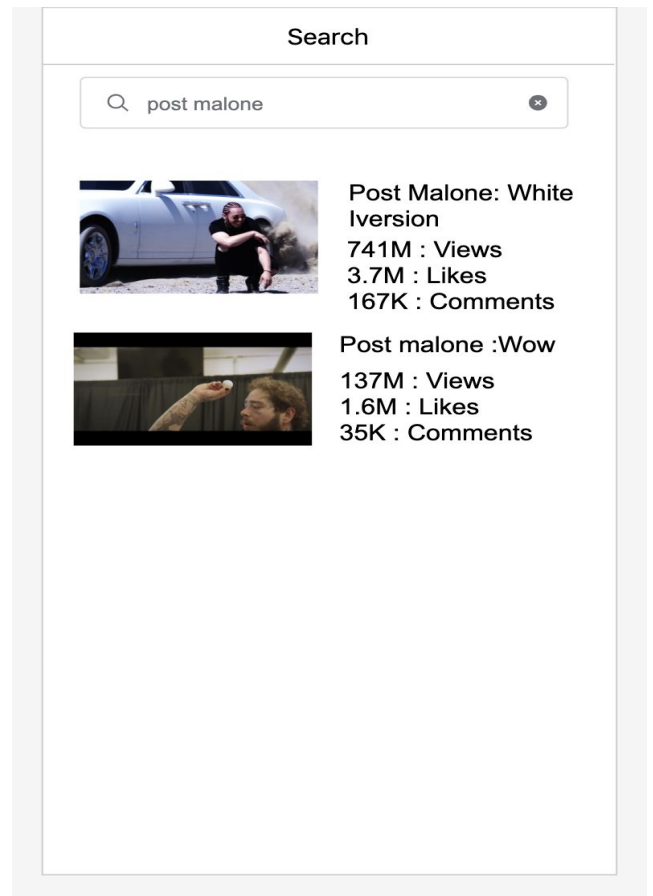 Search
post malone
Post Malone: White
Iversion
741M : Views
3.7M : Likes
167K : Comments
Post malone :Wow
137M : Views
1.6M : Likes
35K : Comments